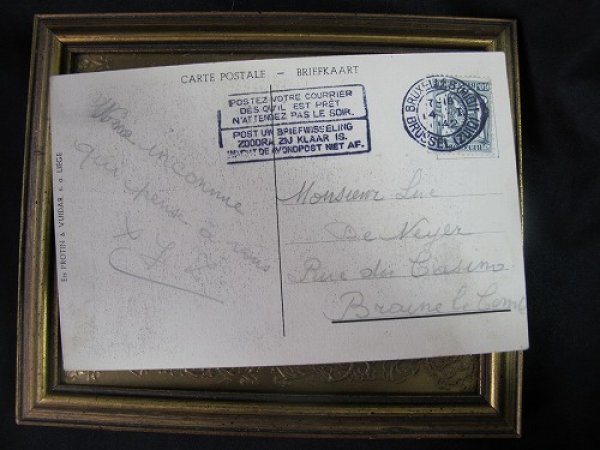 CARTE POSTALE – BRIEFKAART
POSTEZ VOTRE COURRIER
DES QU'IL EST PRÊT
N'ATTENDEZ PAS LE SOIR.
POST UW BRIEFWISSELING
ZOODRA ZIJ KLAAR IS.
WACHT DE AVONDPOST NIET AF.
BRUXELLES
BRUSSEL
Une inconnue
qui pense à vous
Monsieur Luc
De Neyer
Rue du Casino
Braine le Comte
Ed PROTIN & VUIDAR, s. a. LIEGE